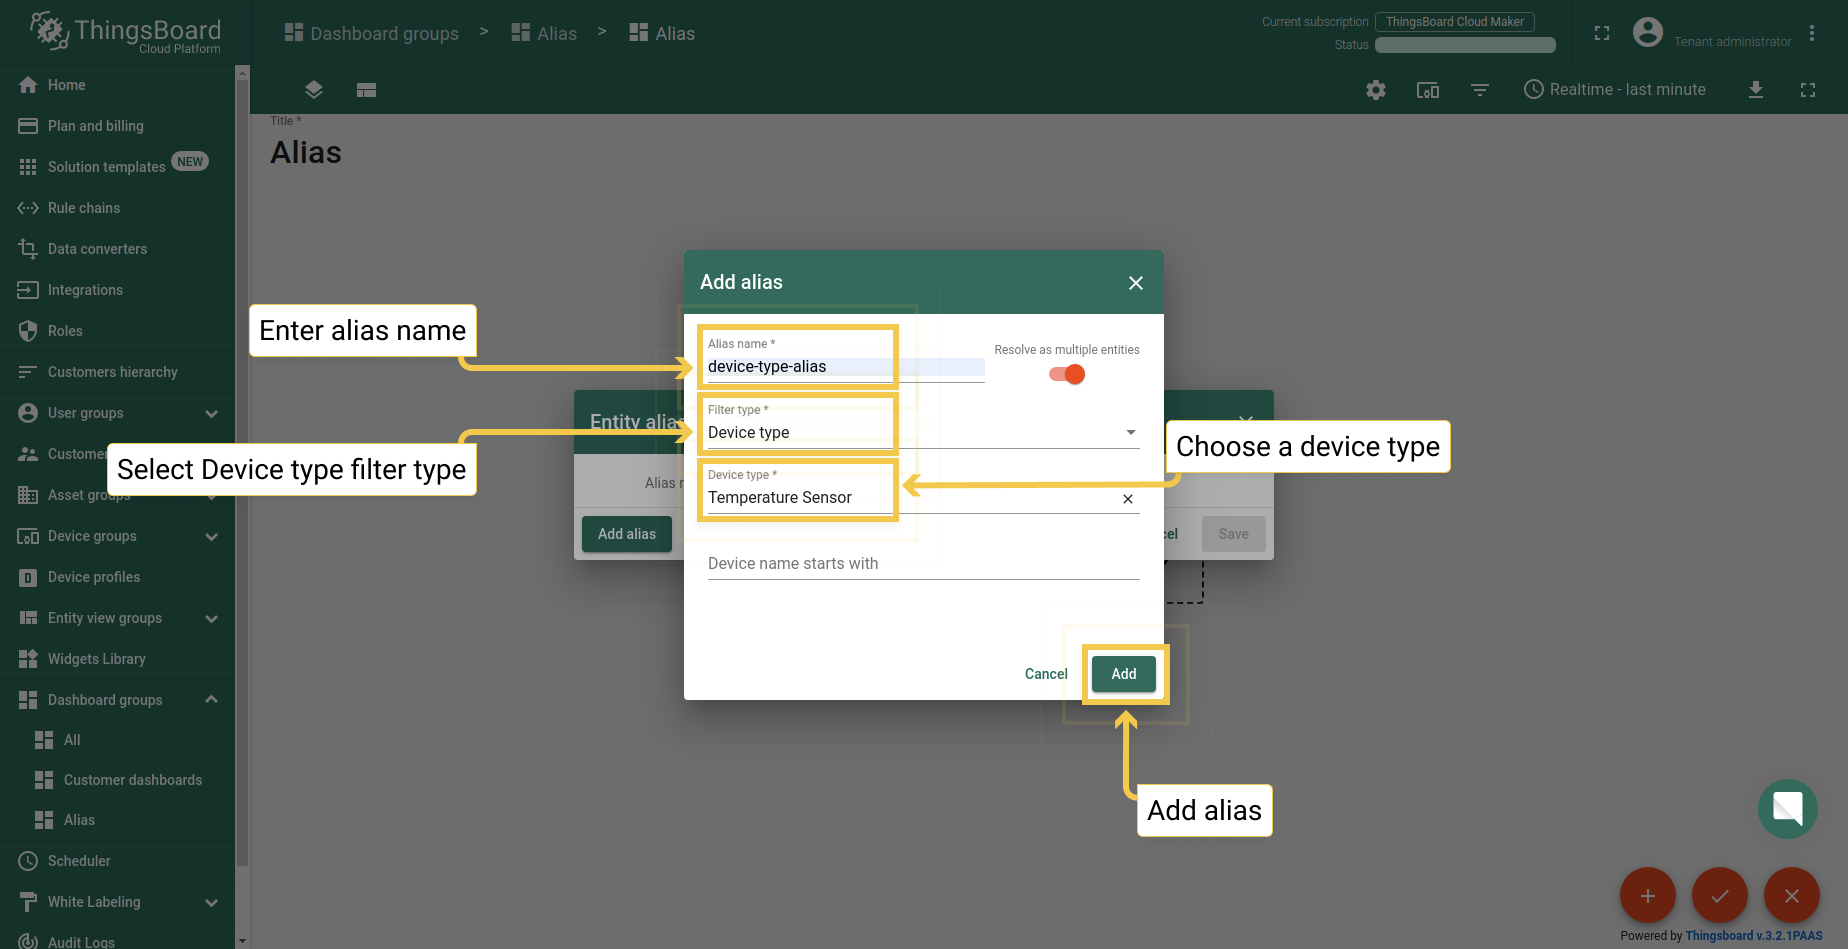 ThingsBoard
Cloud Platform
Dashboard groups > Alias > Alias
Current subscription ThingsBoard Cloud Maker
Status
Tenant administrator
Realtime - last minute
Home
Plan and billing
Solution templates NEW
Rule chains
Data converters
Integrations
Roles
Customers hierarchy
User groups
Customer
Asset groups
Device groups
Device profiles
Entity view groups
Widgets Library
Dashboard groups
All
Customer dashboards
Alias
Scheduler
White Labeling
Audit Logs
Title *
Alias
Add alias
Enter alias name
Alias name *
device-type-alias
Resolve as multiple entities
Filter type *
Device type
Entity alia
Select Device type filter type
Choose a device type
Device type *
Temperature Sensor
Alias n
Add alias
cel
Save
Device name starts with
Cancel
Add
Add alias
Powered by Thingsboard v.3.2.1PAAS